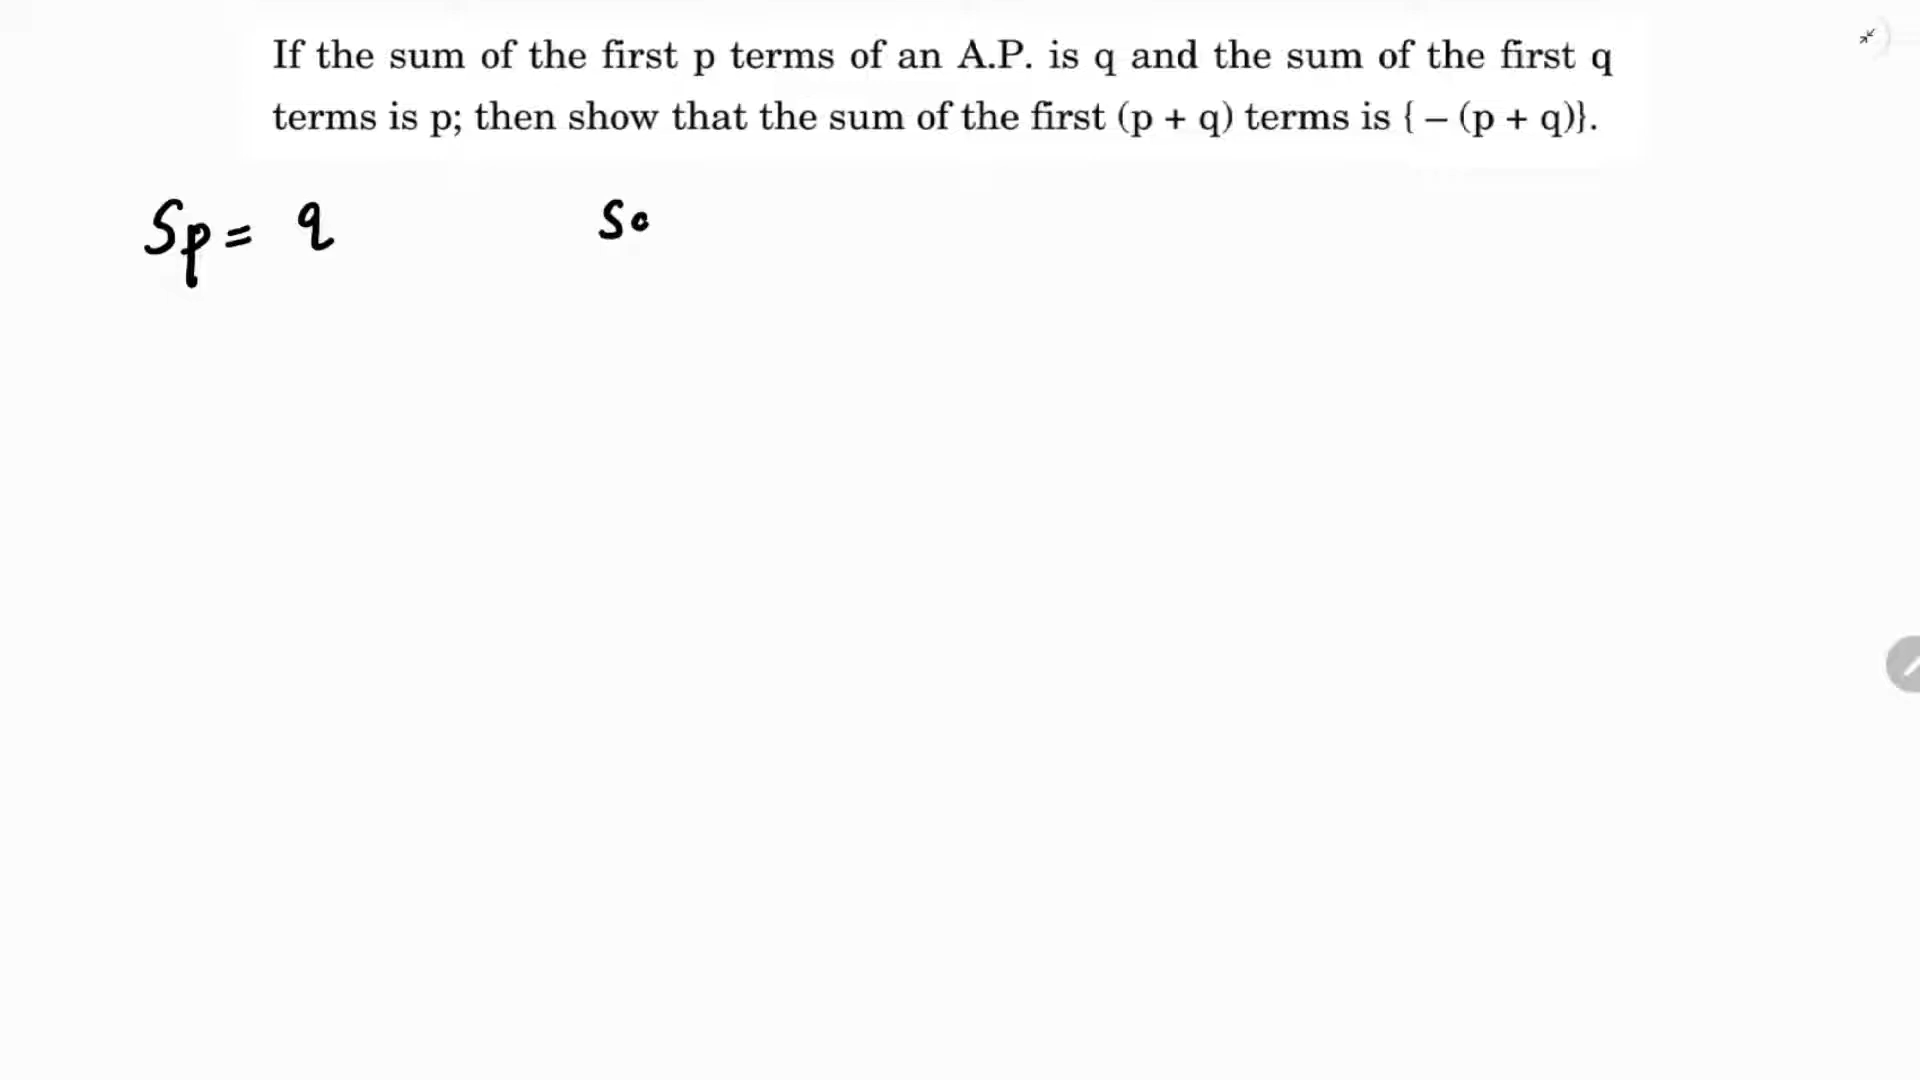 If the sum of the first p terms of an A.P. is q and the sum of the first q
terms is p; then show that the sum of the first (p + q) terms is { – (p + q)}.
Sp = q S